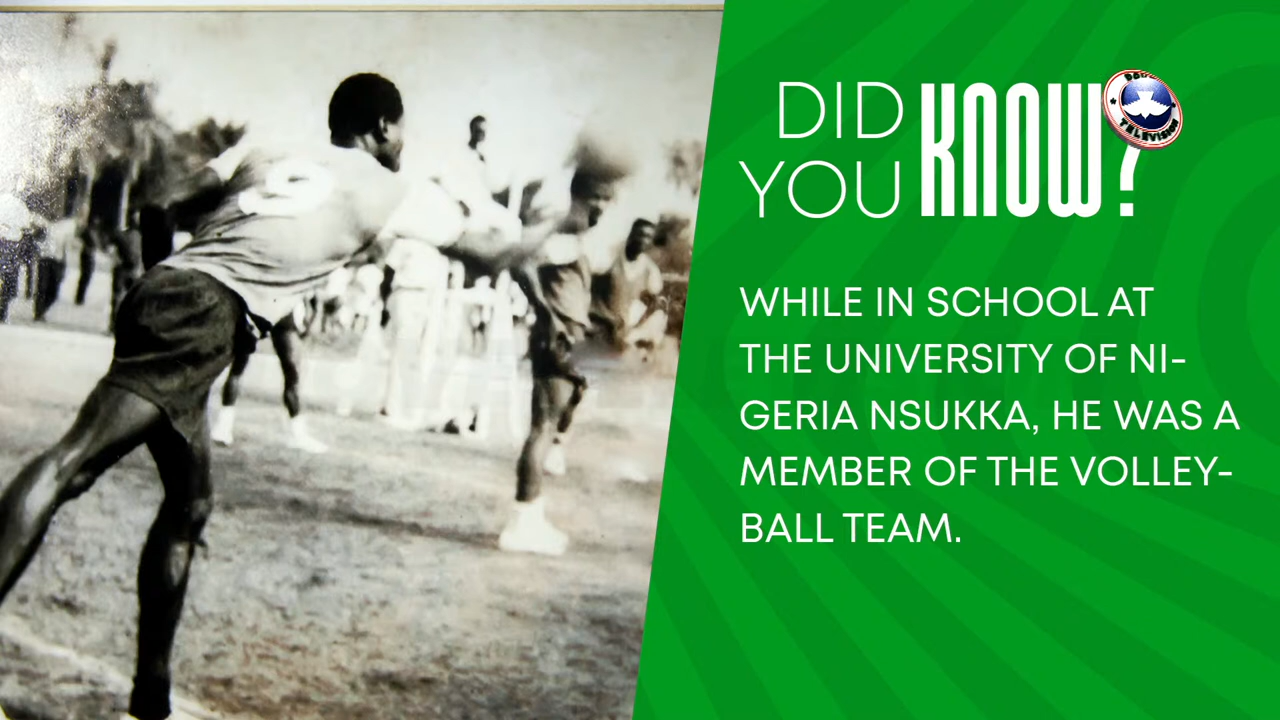 DID
YOU KNOW?
TELEVISION
WHILE IN SCHOOL AT
THE UNIVERSITY OF NI-
GERIA NSUKKA, HE WAS A
MEMBER OF THE VOLLEY-
BALL TEAM.